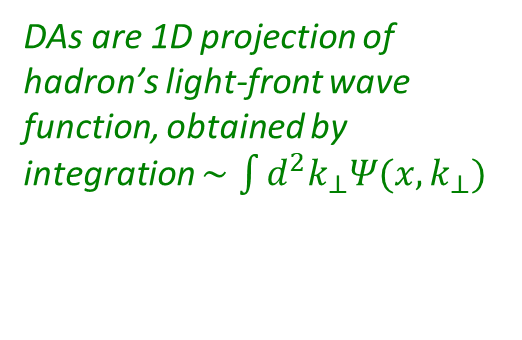 DAs are 1D projection of
hadron’s light-front wave
function, obtained by
integration ~ ∫ d²k⊥Ψ(x, k⊥)